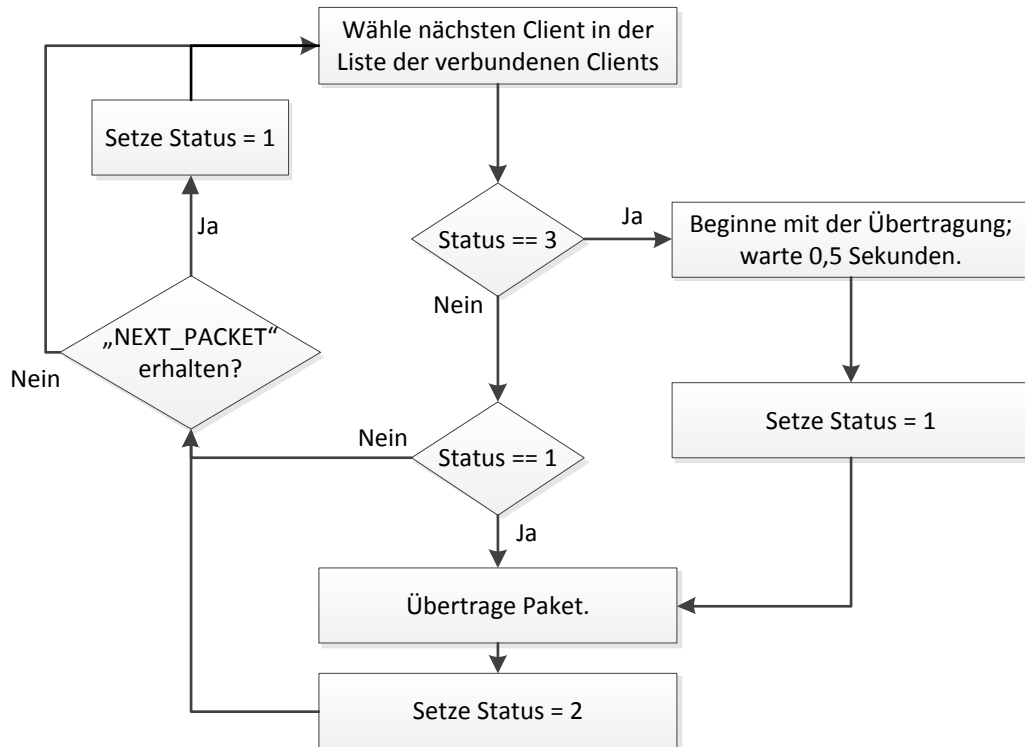 Wähle nächsten Client in der
Liste der verbundenen Clients
Setze Status = 1
Ja
Status == 3
Ja
Beginne mit der Übertragung;
warte 0,5 Sekunden.
Nein
„NEXT_PACKET“
erhalten?
Nein
Setze Status = 1
Nein
Status == 1
Ja
Übertrage Paket.
Setze Status = 2